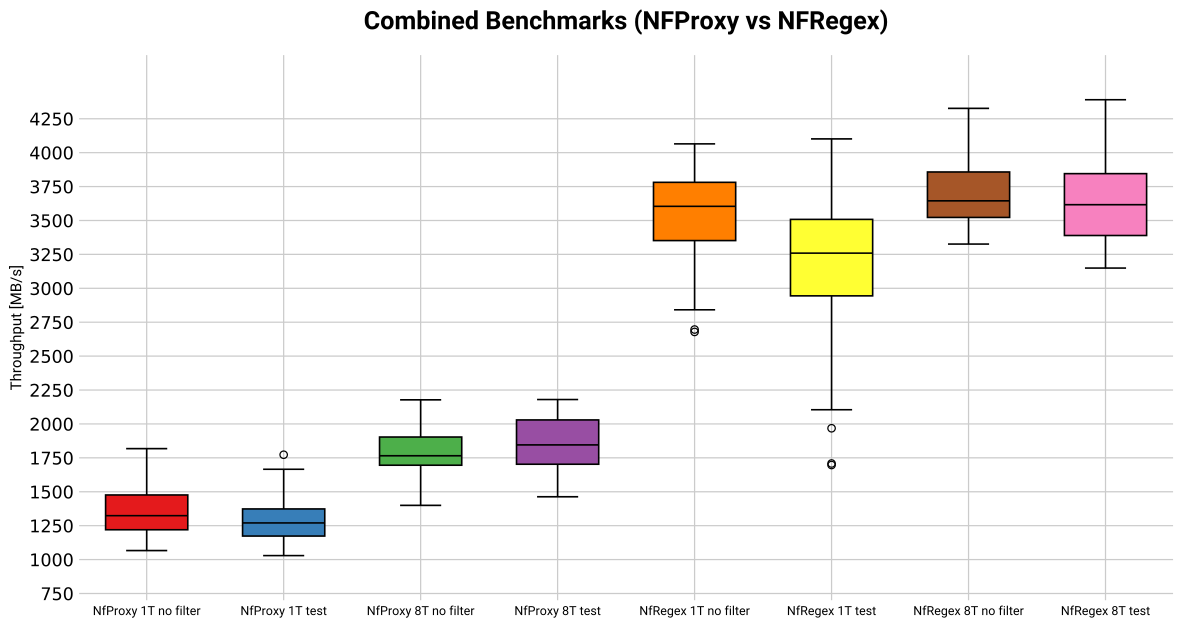 Combined Benchmarks (NFProxy vs NFRegex)
Throughput [MB/s]
4250
4000
3750
3500
3250
3000
2750
2500
2250
2000
1750
1500
1250
1000
750
NfProxy 1T no filter
NfProxy 1T test
NfProxy 8T no filter
NfProxy 8T test
NfRegex 1T no filter
NfRegex 1T test
NfRegex 8T no filter
NfRegex 8T test